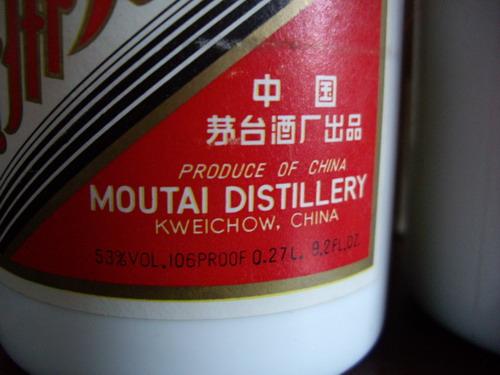 中国
茅台酒厂出品
PRODUCE OF CHINA
MOUTAI DISTILLERY
KWEICHOW, CHINA
53%VOL.106PROOF 0.27L. 9.2FL.OZ.